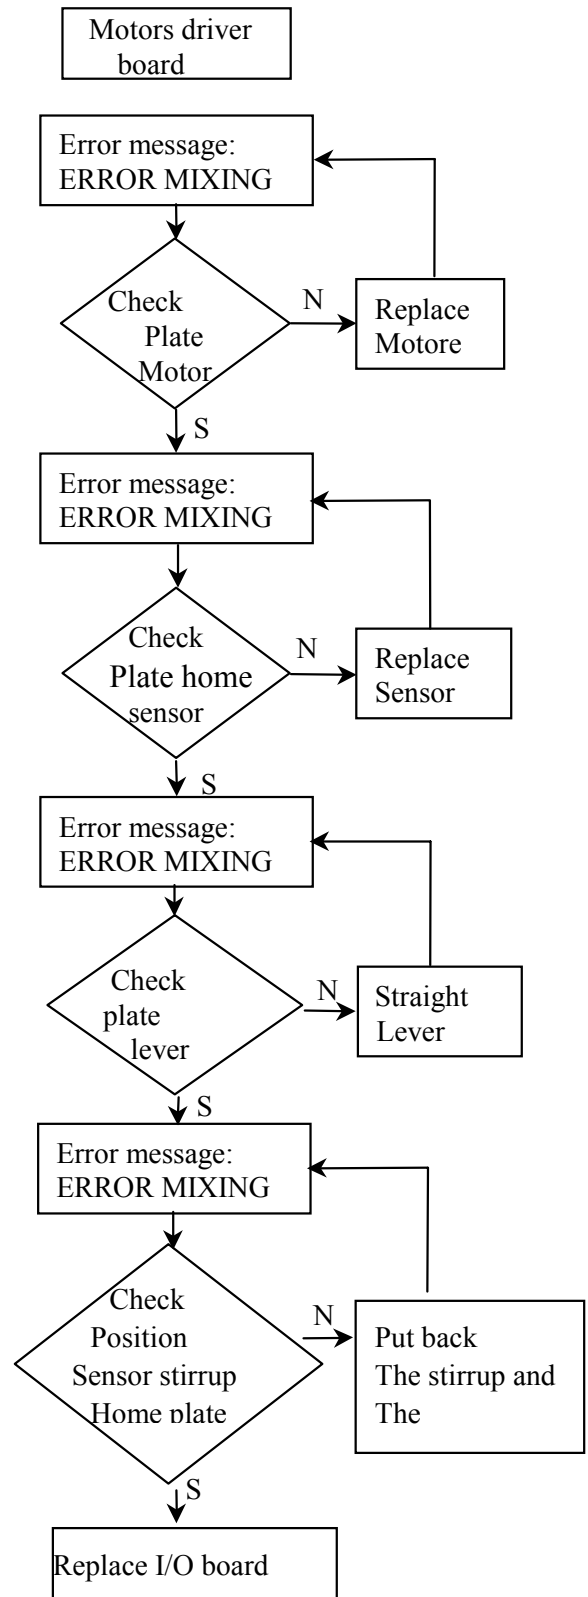 Motors driver
board
Error message:
ERROR MIXING
Check
Plate
Motor
N
Replace
Motore
S
Error message:
ERROR MIXING
Check
Plate home
sensor
N
Replace
Sensor
S
Error message:
ERROR MIXING
Check
plate
lever
N
Straight
Lever
S
Error message:
ERROR MIXING
Check
Position
Sensor stirrup
Home plate
N
Put back
The stirrup and
The
S
Replace I/O board